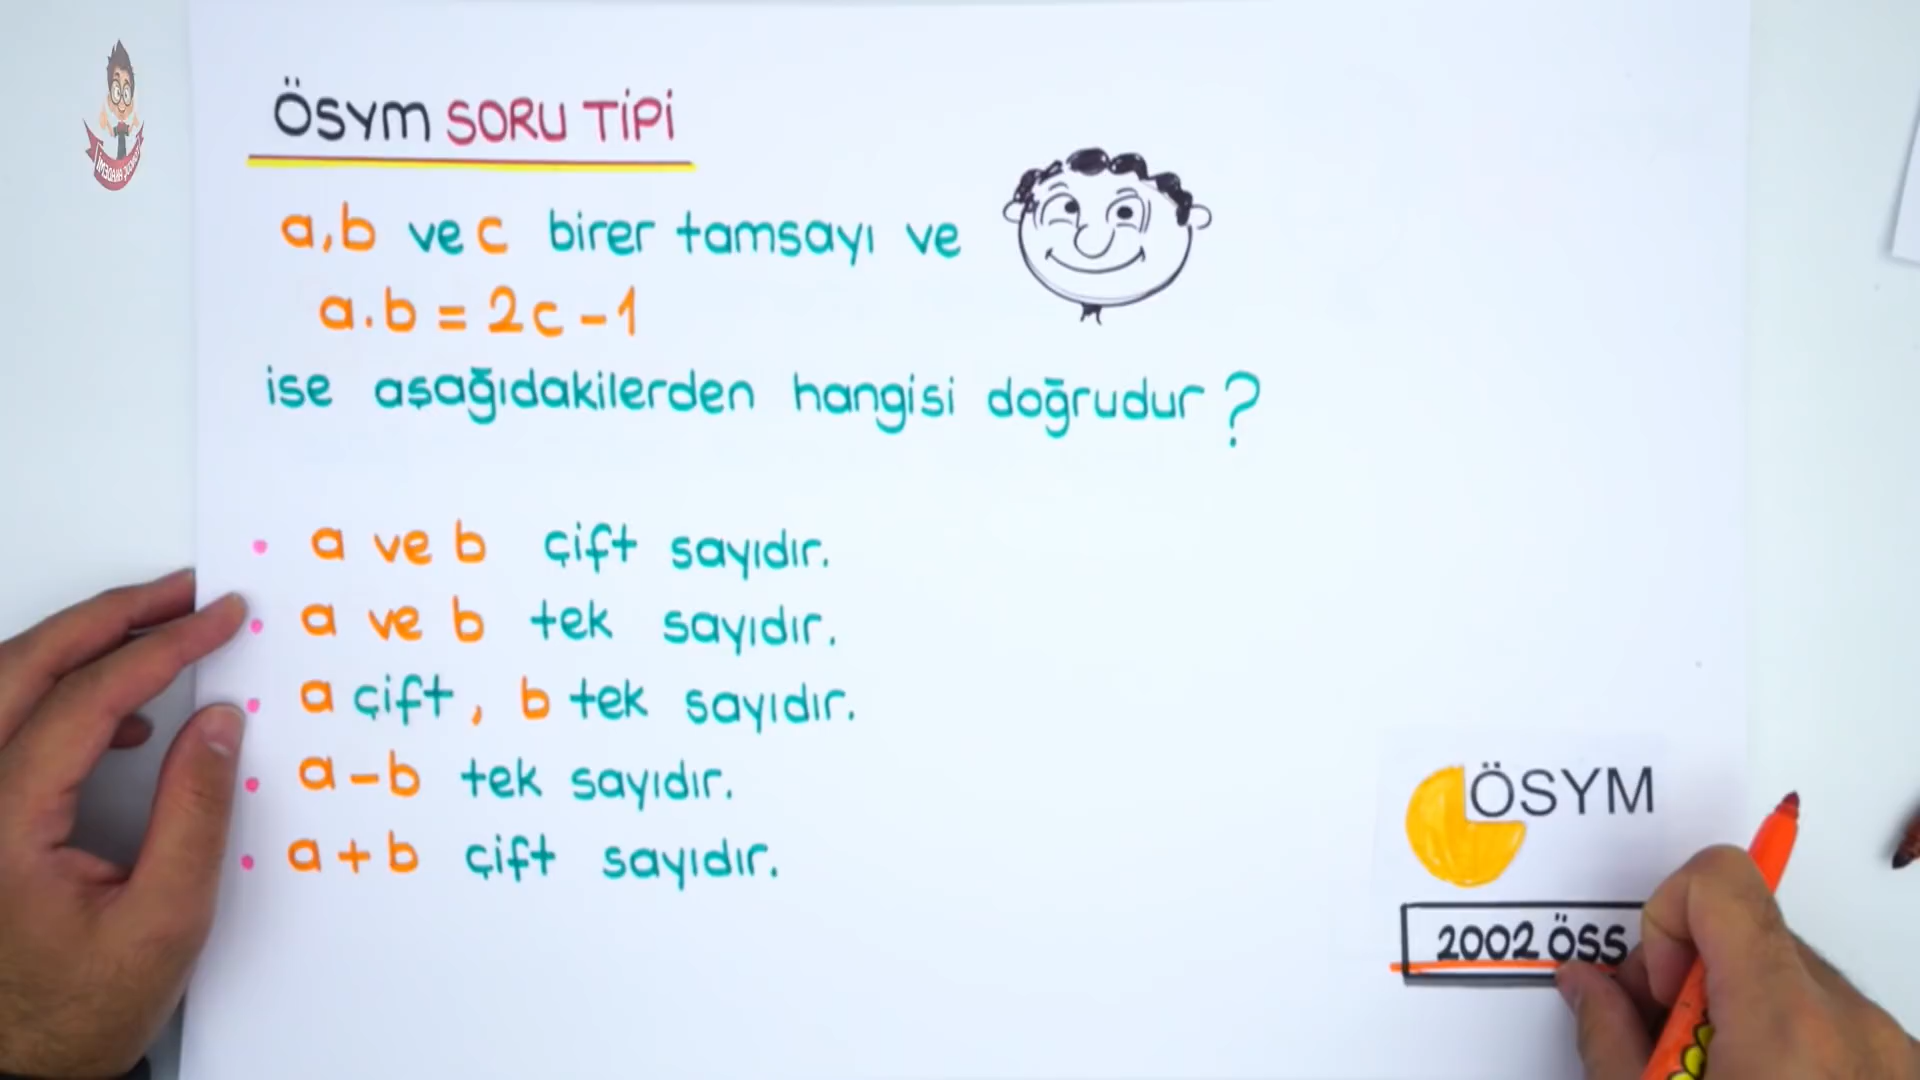 ÖSYM SORU TİPİ
a,b ve c birer tamsayı ve
a.b = 2c - 1
ise aşağıdakilerden hangisi doğrudur?
• a ve b çift sayıdır.
• a ve b tek sayıdır.
• a çift, b tek sayıdır.
• a - b tek sayıdır.
• a + b çift sayıdır.
ÖSYM
2002 ÖSS